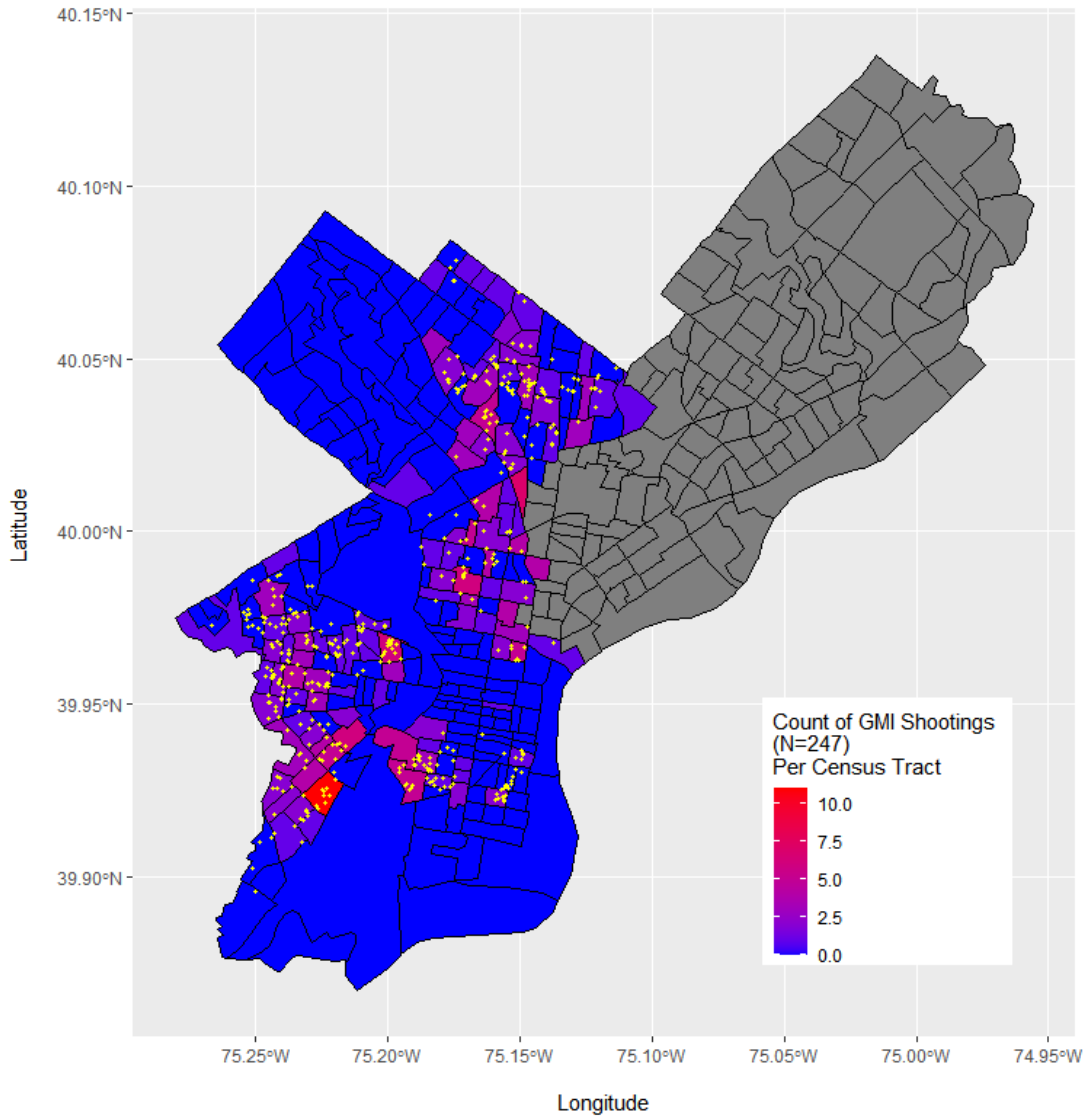 40.15°N
40.10°N
40.05°N
40.00°N
39.95°N
39.90°N
Latitude
Count of GMI Shootings
(N=247)
Per Census Tract
10.0
7.5
5.0
2.5
0.0
75.25°W 75.20°W 75.15°W 75.10°W 75.05°W 75.00°W 74.95°W
Longitude